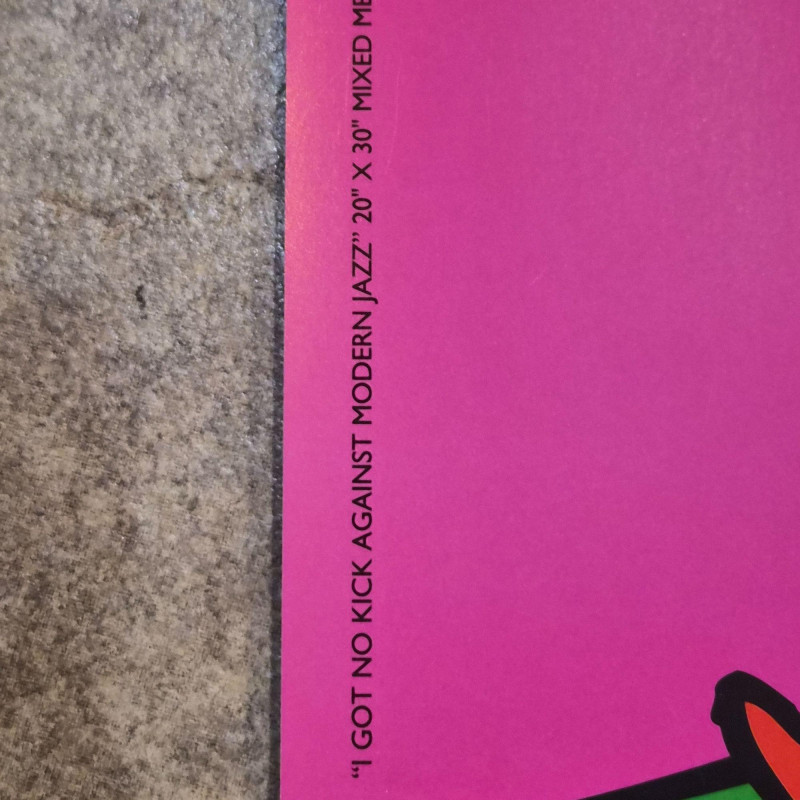 “I GOT NO KICK AGAINST MODERN JAZZ” 20" X 30" MIXED